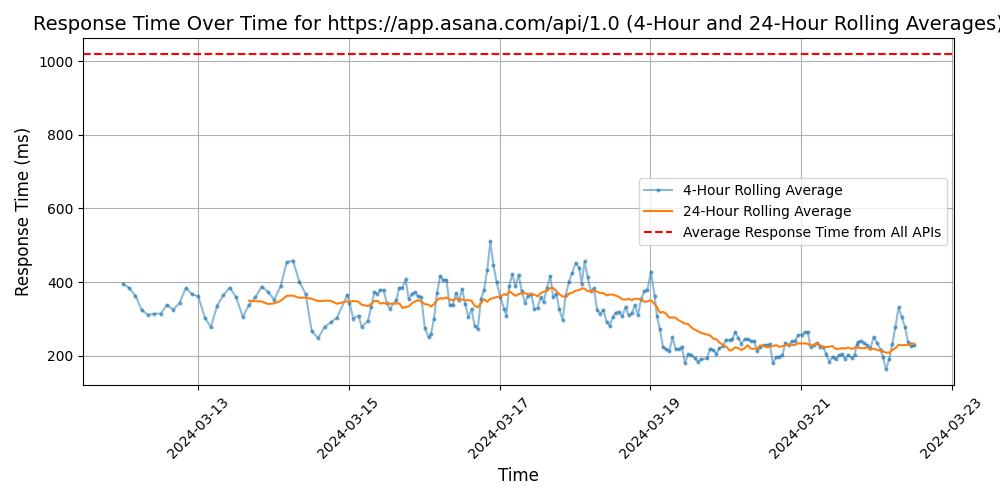 Response Time Over Time for https://app.asana.com/api/1.0 (4-Hour and 24-Hour Rolling Averages)
Response Time (ms)
1000
800
600
400
200
4-Hour Rolling Average
24-Hour Rolling Average
Average Response Time from All APIs
2024-03-13
2024-03-15
2024-03-17
2024-03-19
2024-03-21
2024-03-23
Time